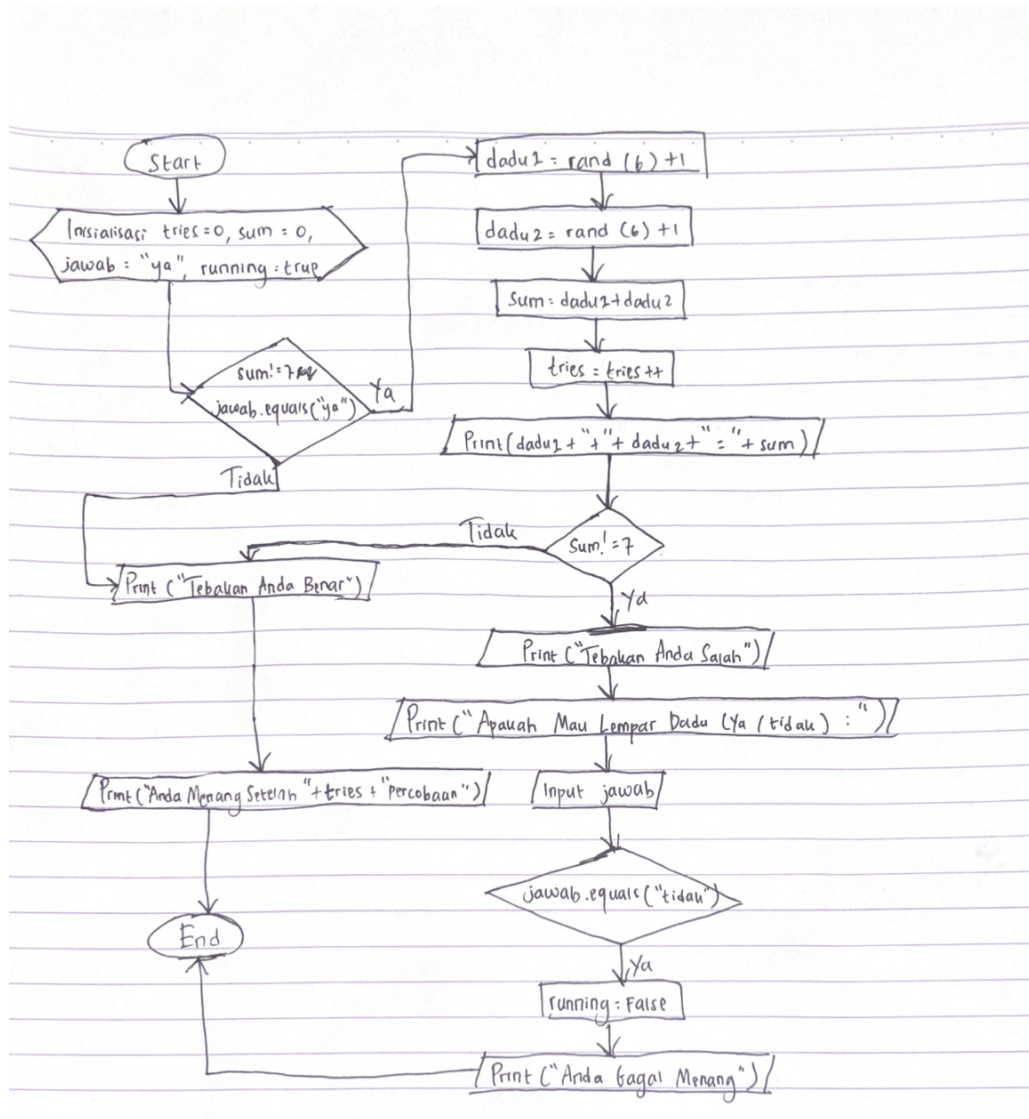 Start
Inisialisasi tries=0, sum = 0,
jawab = "ya", running = true
sum!=7
jawab.equals("ya")
Ya
Tidak
dadu1 = rand (6) +1
dadu2 = rand (6) +1
sum = dadu1+dadu2
tries = tries++
Print(dadu1 + "+" + dadu2 + " = "+ sum)
sum!=7
Tidak
Ya
Print ("Tebakan Anda Benar")
Print ("Tebakan Anda Salah")
Print ("Apakah Mau Lempar Dadu (Ya / tidak) : ")
Print("Anda Menang Setelah "+tries + "Percobaan")
Input jawab
jawab.equals("tidak")
End
Ya
running = False
Print ("Anda Gagal Menang")